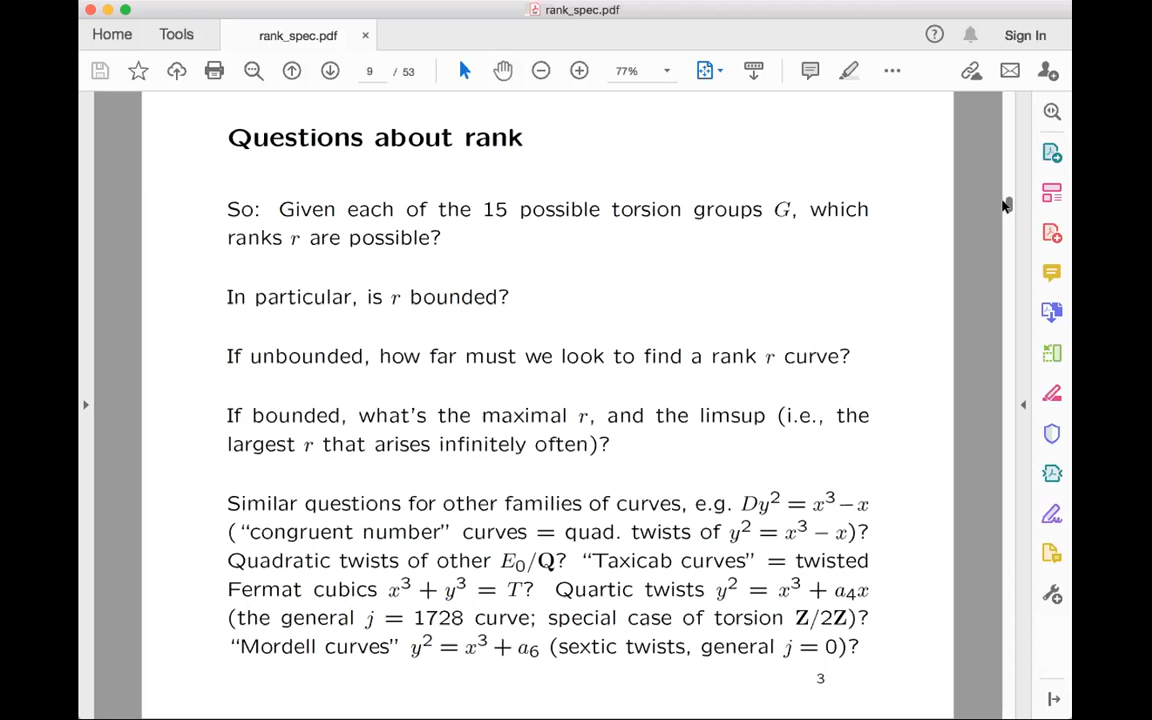 rank_spec.pdf
Home Tools rank_spec.pdf × Sign In
9 / 53 77%
Questions about rank
So: Given each of the 15 possible torsion groups G, which
ranks r are possible?
In particular, is r bounded?
If unbounded, how far must we look to find a rank r curve?
If bounded, what's the maximal r, and the limsup (i.e., the
largest r that arises infinitely often)?
Similar questions for other families of curves, e.g. Dy² = x³ − x
("congruent number" curves = quad. twists of y² = x³ − x)?
Quadratic twists of other E₀/Q? "Taxicab curves" = twisted
Fermat cubics x³ + y³ = T? Quartic twists y² = x³ + a₄x
(the general j = 1728 curve; special case of torsion Z/2Z)?
"Mordell curves" y² = x³ + a₆ (sextic twists, general j = 0)?
3